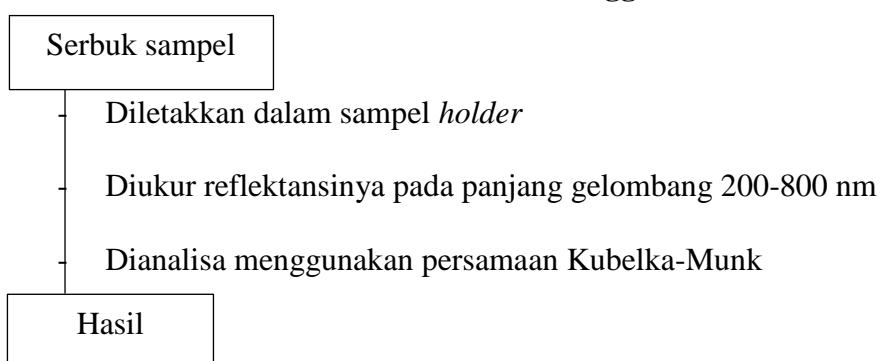 Serbuk sampel
- Diletakkan dalam sampel holder
- Diukur reflektansinya pada panjang gelombang 200-800 nm
- Dianalisa menggunakan persamaan Kubelka-Munk
Hasil